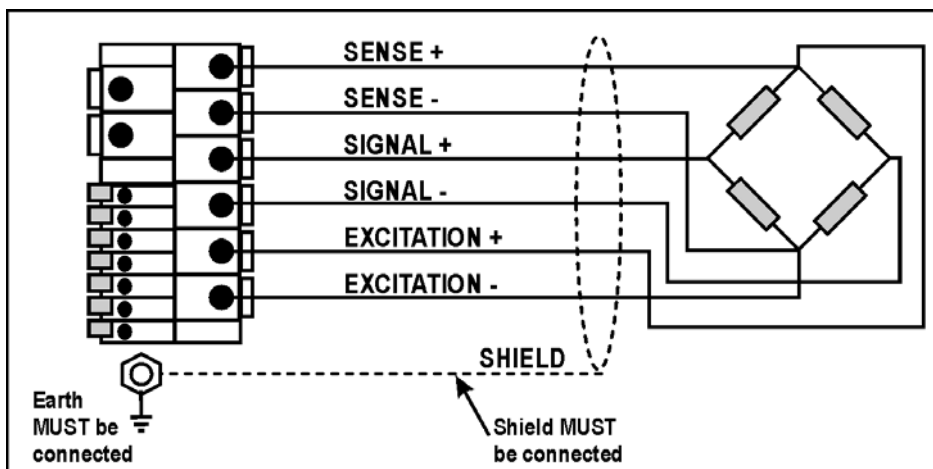 SENSE +
SENSE -
SIGNAL +
SIGNAL -
EXCITATION +
EXCITATION -
SHIELD
Earth
MUST be
connected
Shield MUST
be connected